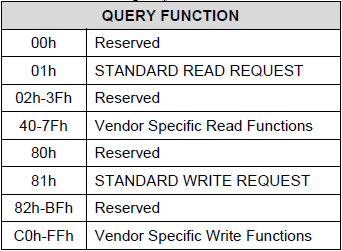 QUERY FUNCTION
00h Reserved
01h STANDARD READ REQUEST
02h-3Fh Reserved
40-7Fh Vendor Specific Read Functions
80h Reserved
81h STANDARD WRITE REQUEST
82h-BFh Reserved
C0h-FFh Vendor Specific Write Functions